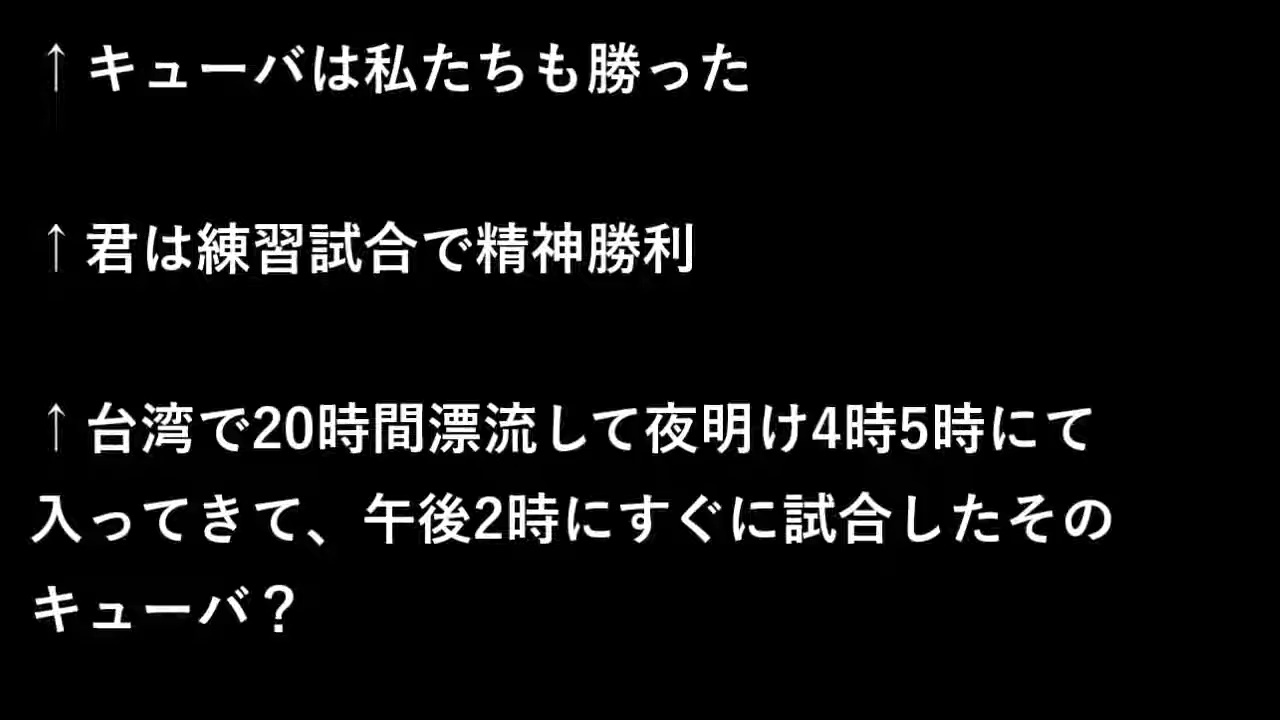 ↑キューバは私たちも勝った
↑君は練習試合で精神勝利
↑台湾で20時間漂流して夜明け4時5時にて
入ってきて、午後2時にすぐに試合したその
キューバ？